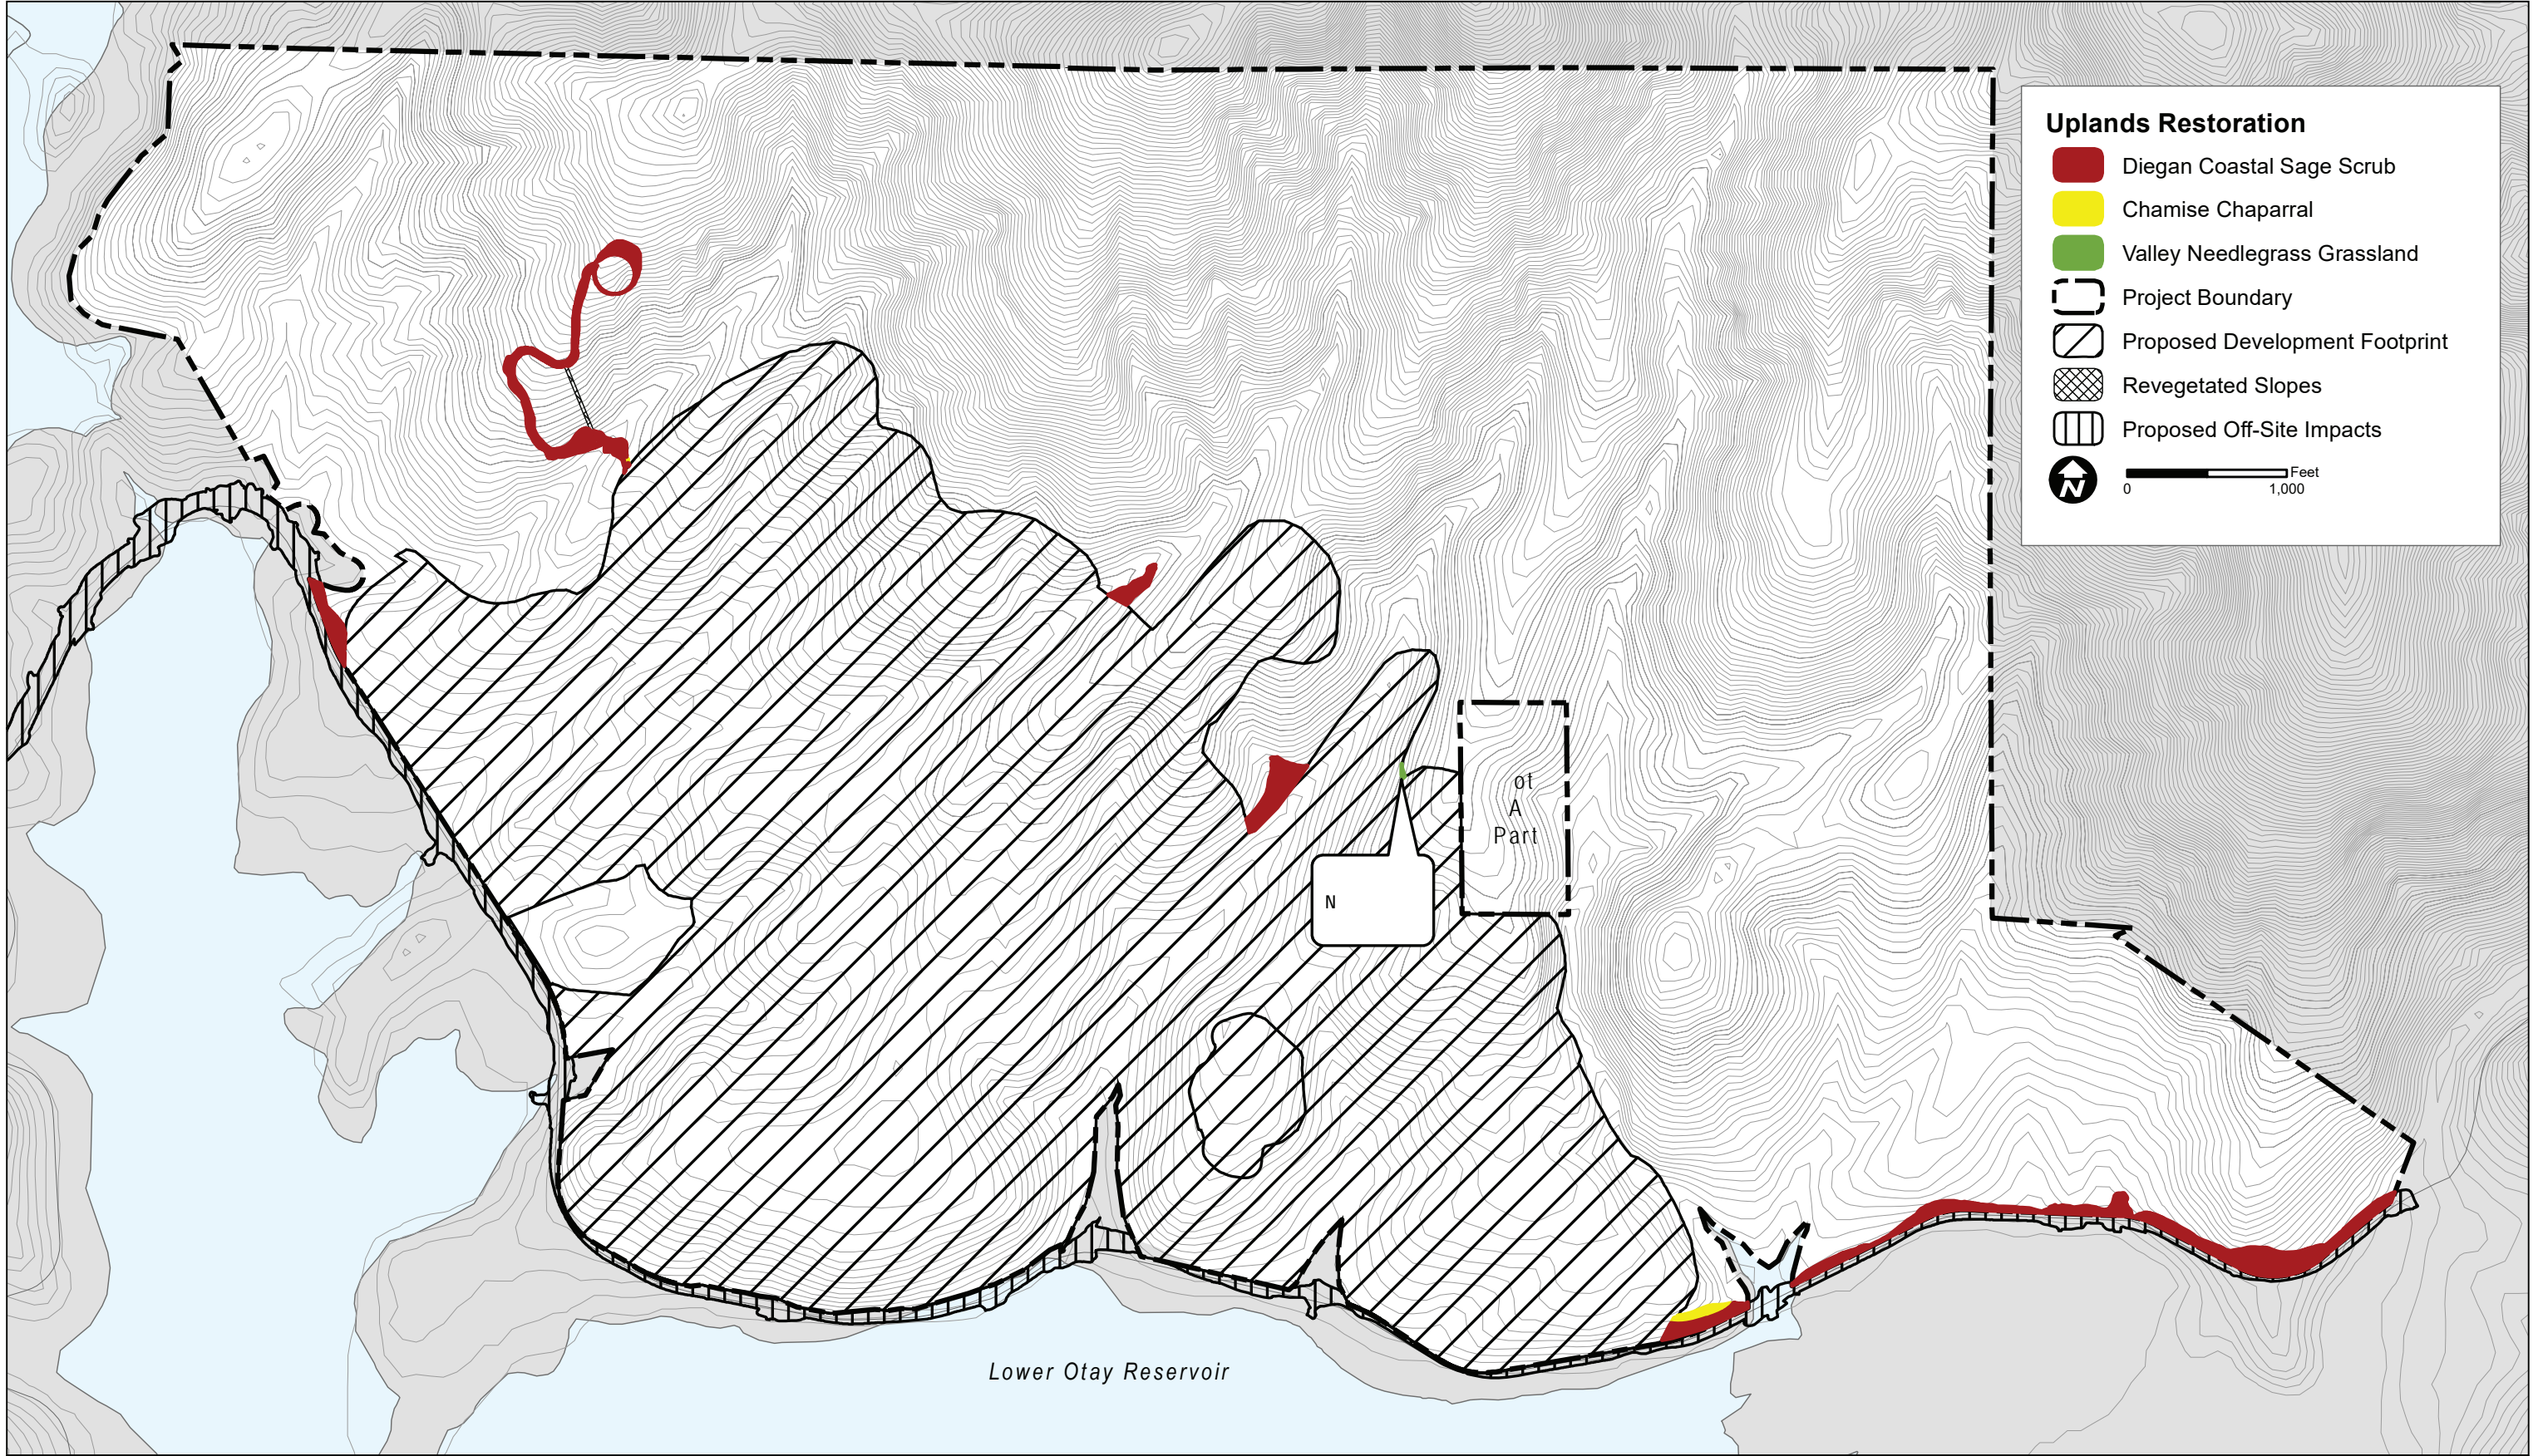 Uplands Restoration
Diegan Coastal Sage Scrub
Chamise Chaparral
Valley Needlegrass Grassland
Project Boundary
Proposed Development Footprint
Revegetated Slopes
Proposed Off-Site Impacts
N
Feet
0
1,000
ot
A
Part
N
Lower Otay Reservoir